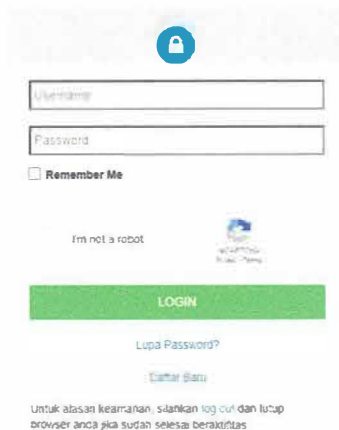 Username
Password
Remember Me
I'm not a robot
LOGIN
Lupa Password?
Daftar Baru
Untuk alasan keamanan, silahkan log out dan tutup
browser anda jika sudah selesai beraktifitas